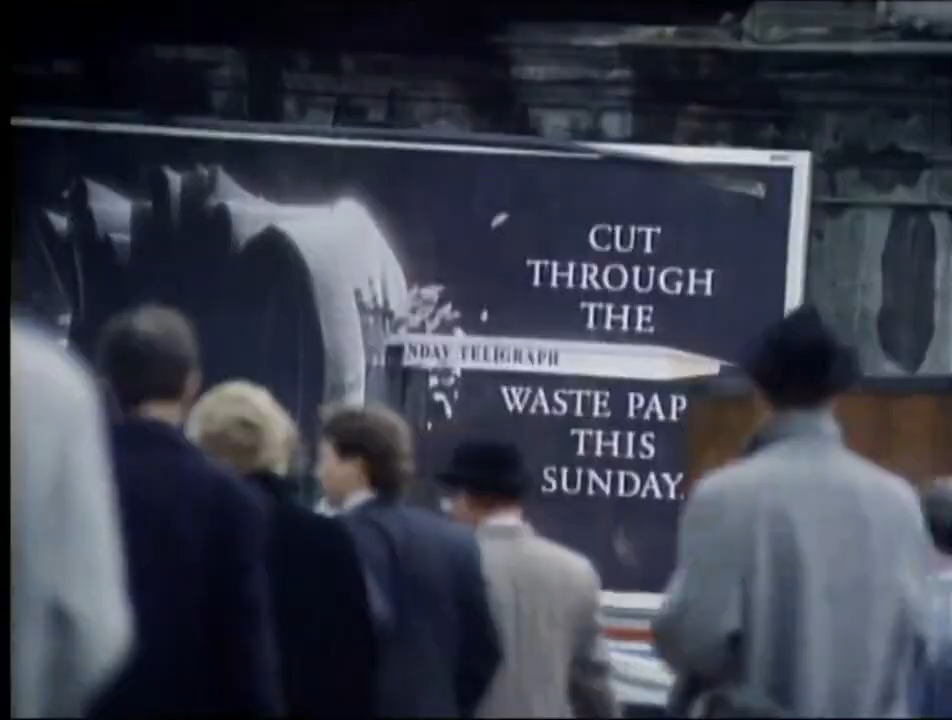 CUT
THROUGH
THE
NDAY TELEGRAPH
WASTE PAP
THIS
SUNDAY.